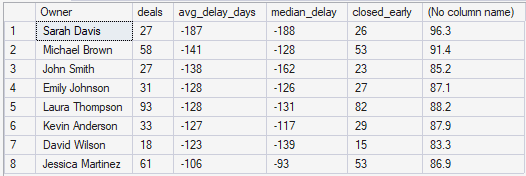 Owner deals avg_delay_days median_delay closed_early (No column name)
1 Sarah Davis 27 -187 -188 26 96.3
2 Michael Brown 58 -141 -128 53 91.4
3 John Smith 27 -138 -162 23 85.2
4 Emily Johnson 31 -128 -126 27 87.1
5 Laura Thompson 93 -128 -131 82 88.2
6 Kevin Anderson 33 -127 -117 29 87.9
7 David Wilson 18 -123 -139 15 83.3
8 Jessica Martinez 61 -106 -93 53 86.9